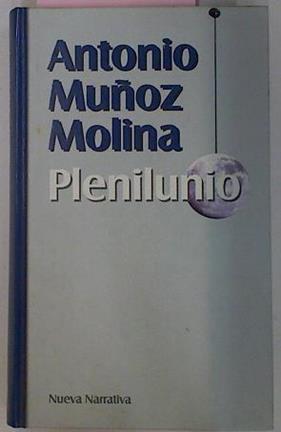 Antonio
Muñoz
Molina
Plenilunio
Nueva Narrativa